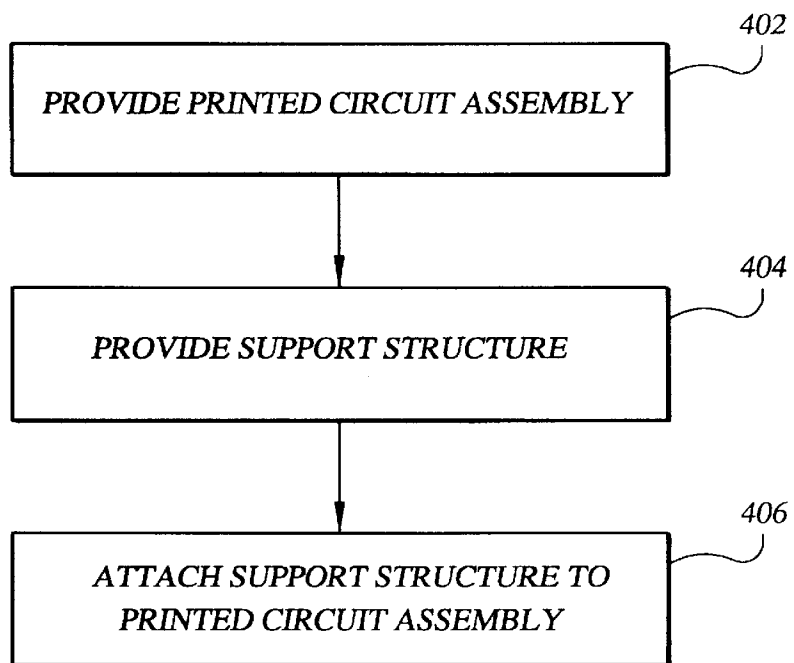 402
PROVIDE PRINTED CIRCUIT ASSEMBLY
404
PROVIDE SUPPORT STRUCTURE
406
ATTACH SUPPORT STRUCTURE TO
PRINTED CIRCUIT ASSEMBLY